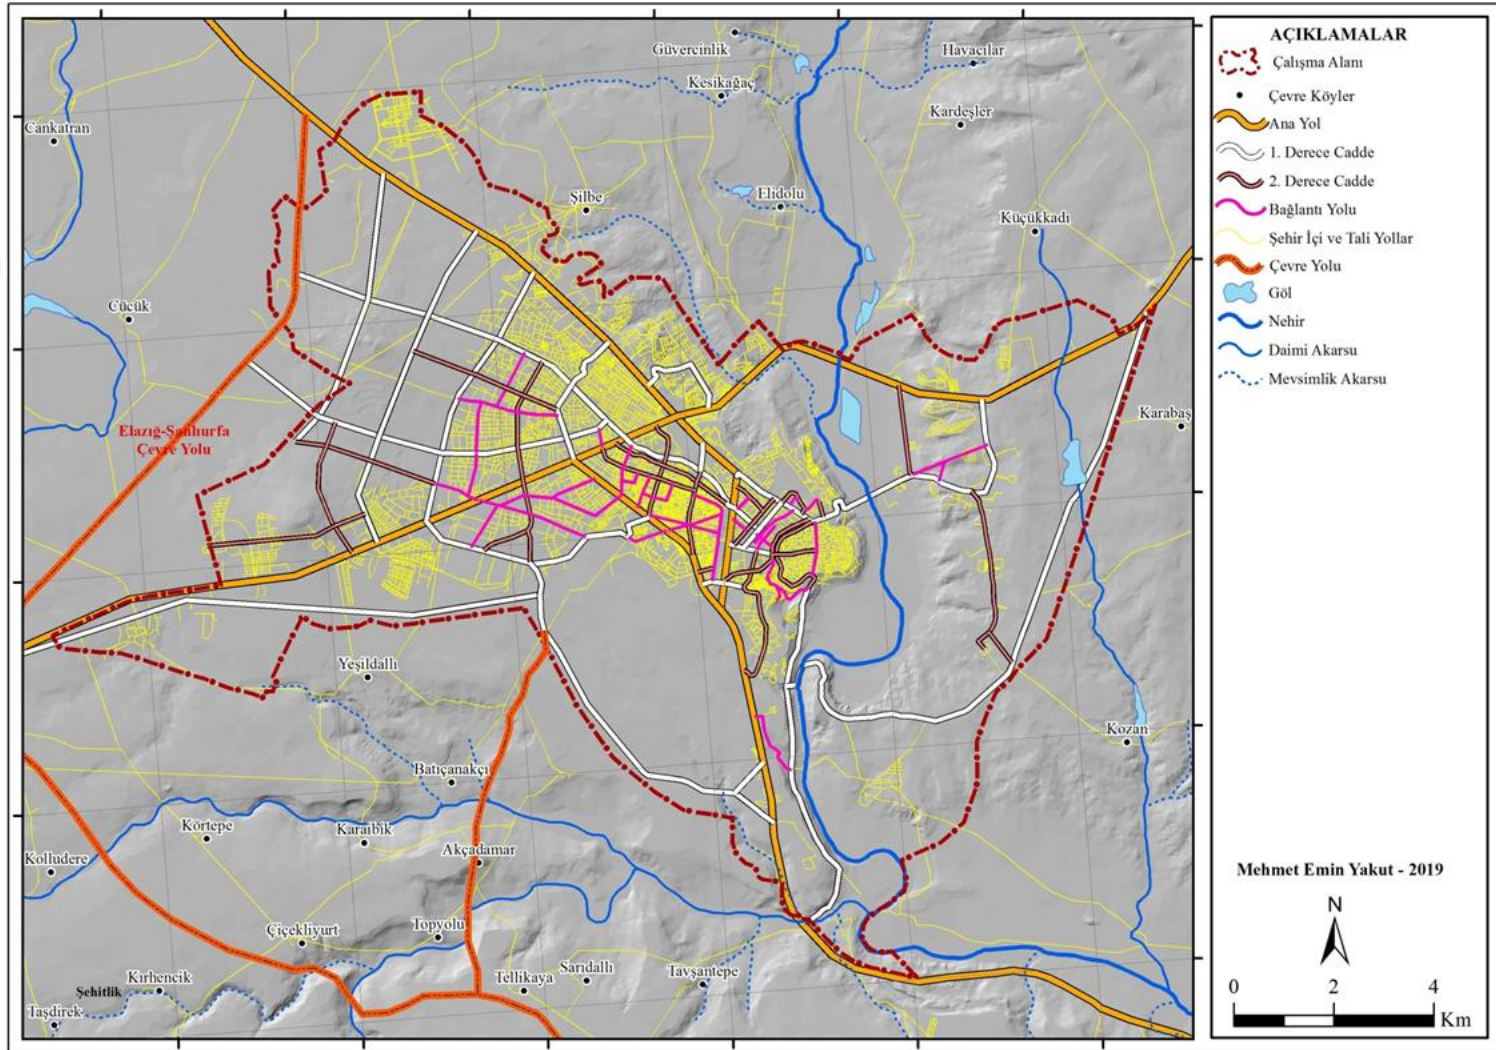 Güvercinlik
Havacılar
Kesikağaç
Kardeşler
Cankatran
Şilbe
Elidolu
Küçükkadı
Cücük
Karabaş
Elazığ-Şanlıurfa
Çevre Yolu
Yeşildallı
Kozan
Batıçanakçı
Körtepe
Karaibik
Akçadamar
Kolludere
Çiçekliyurt
Topyolu
Kırhencik
Şehitlik
Tellikaya
Sarıdallı
Tavşantepe
Taşdirek
AÇIKLAMALAR
Çalışma Alanı
Çevre Köyler
Ana Yol
1. Derece Cadde
2. Derece Cadde
Bağlantı Yolu
Şehir İçi ve Tali Yollar
Çevre Yolu
Göl
Nehir
Daimi Akarsu
Mevsimlik Akarsu
Mehmet Emin Yakut - 2019
N
0 2 4
Km